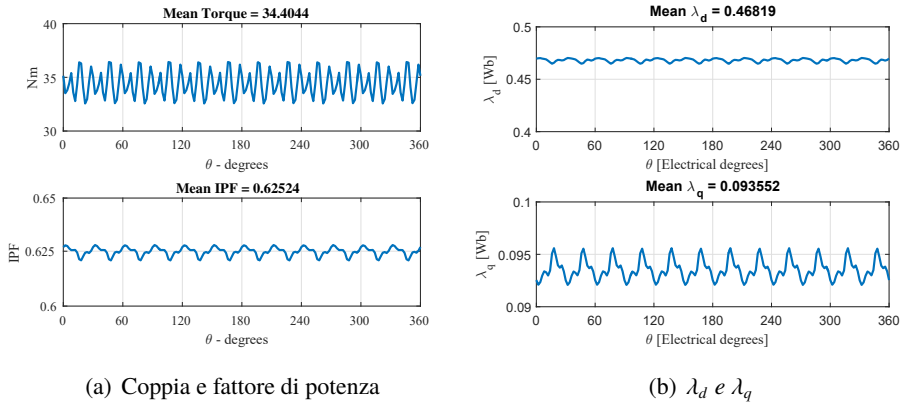 Mean Torque = 34.4044
40
35
30
Nm
0 60 120 180 240 300 360
θ - degrees
Mean IPF = 0.62524
0.65
0.625
0.6
IPF
0 60 120 180 240 300 360
θ - degrees
(a) Coppia e fattore di potenza
Mean λd = 0.46819
0.5
0.45
0.4
λd [Wb]
0 60 120 180 240 300 360
θ [Electrical degrees]
Mean λq = 0.093552
0.1
0.095
0.09
λq [Wb]
0 60 120 180 240 300 360
θ [Electrical degrees]
(b) λd e λq